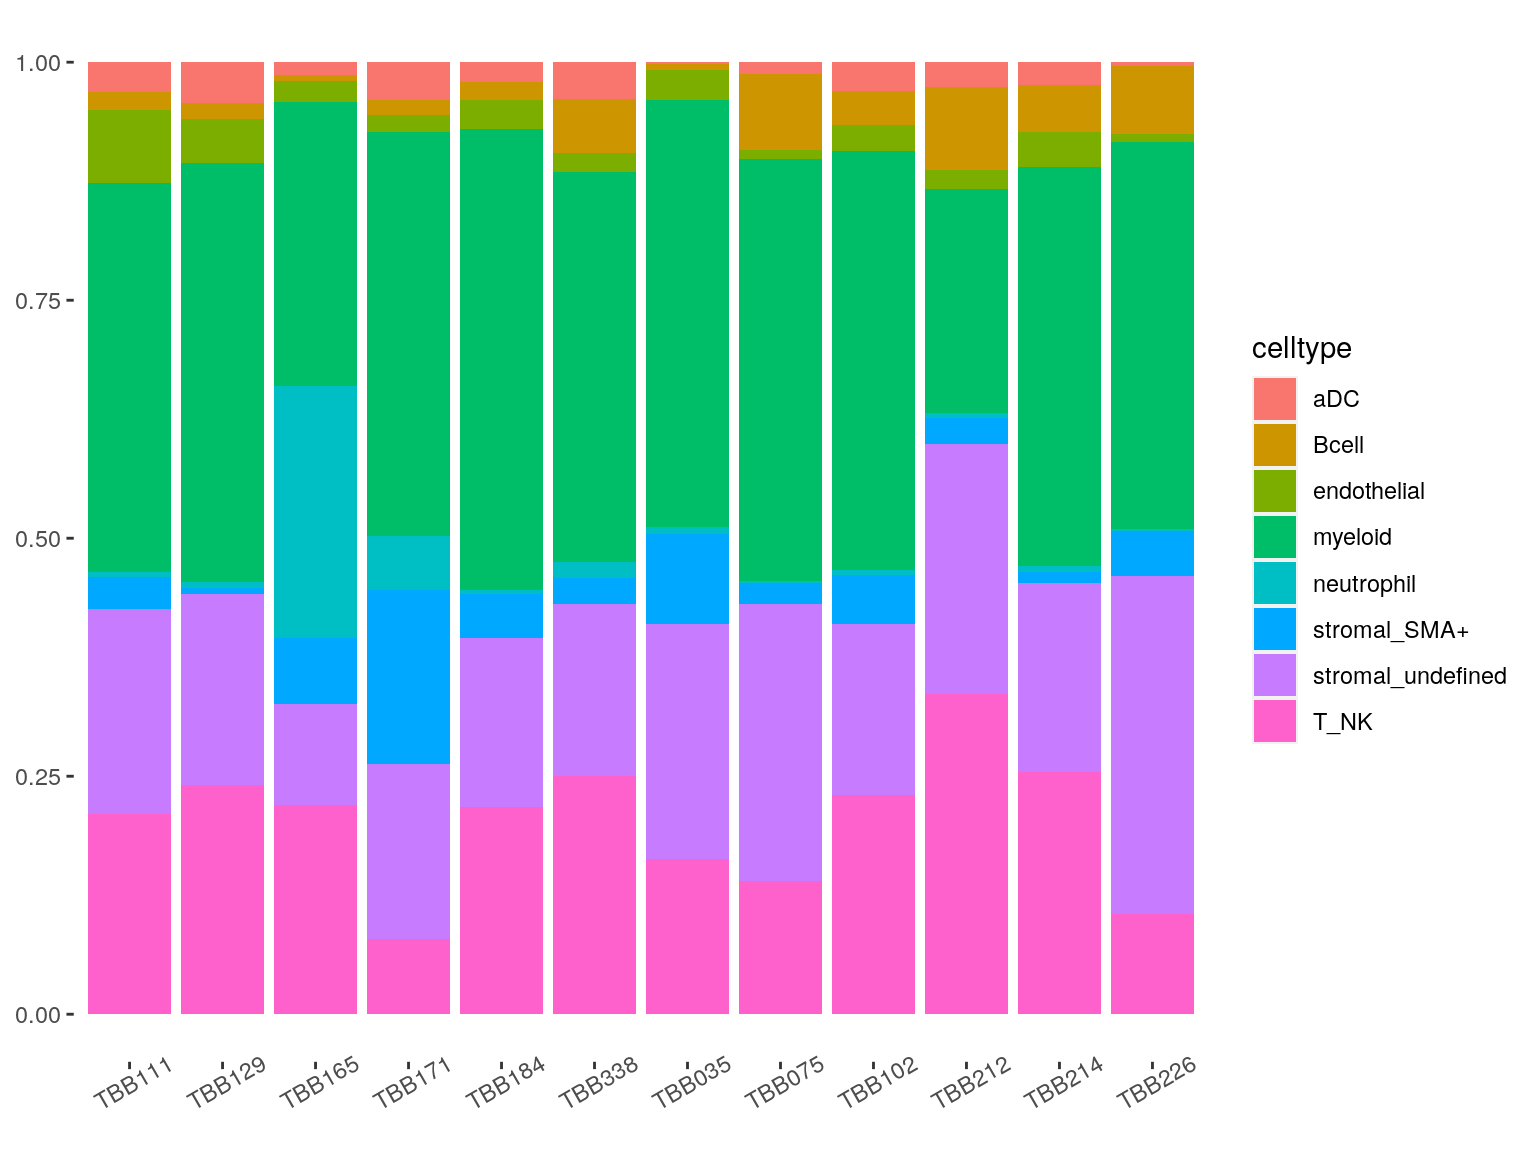 1.00
0.75
0.50
0.25
0.00
TBB111
TBB129
TBB165
TBB171
TBB184
TBB338
TBB035
TBB075
TBB102
TBB212
TBB214
TBB226
celltype
aDC
Bcell
endothelial
myeloid
neutrophil
stromal_SMA+
stromal_undefined
T_NK